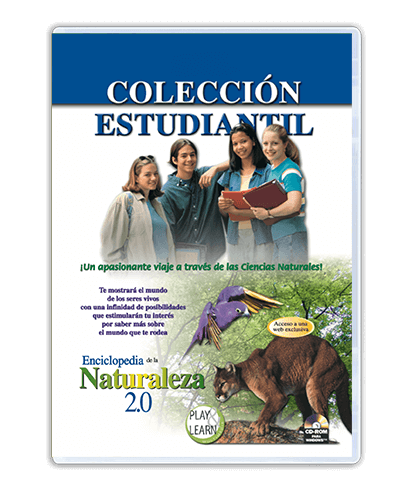 COLECCIÓN
ESTUDIANTIL
¡Un apasionante viaje a través de las Ciencias Naturales!
Te mostrará el mundo
de los seres vivos
con una infinidad de posibilidades
que estimularán tu interés
por saber más sobre
el mundo que te rodea
Acceso a una
web exclusiva
Enciclopedia de la
Naturaleza
2.0
PLAY
LEARN
CD-ROM
PARA
WINDOWS™